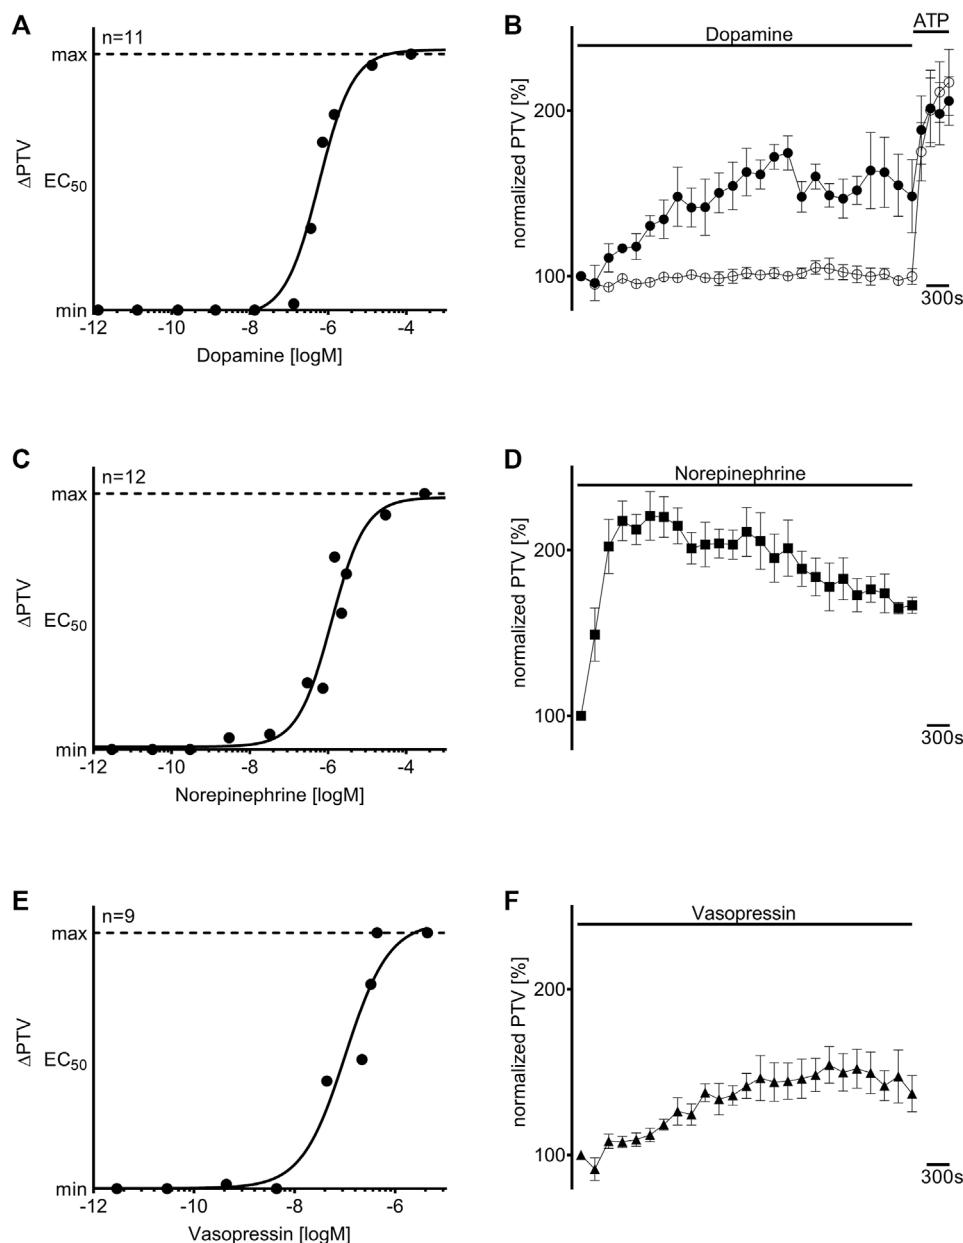 A
n=11
max
EC50
min
ΔPTV
-12 -10 -8 -6 -4
Dopamine [logM]
B
Dopamine
ATP
normalized PTV [%]
200
100
300s
C
n=12
max
EC50
min
ΔPTV
-12 -10 -8 -6 -4
Norepinephrine [logM]
D
Norepinephrine
normalized PTV [%]
200
100
300s
E
n=9
max
EC50
min
ΔPTV
-12 -10 -8 -6
Vasopressin [logM]
F
Vasopressin
normalized PTV [%]
200
100
300s